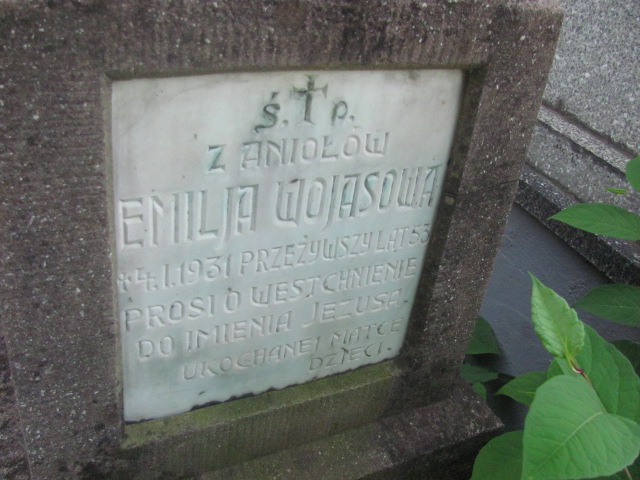 Ś.†P.
Z ANIOŁÓW
EMILJA WOJASOWA
*4.I.1931 PRZEŻYWSZY LAT 53
PROSI O WESTCHNIENIE
DO IMIENIA JEZUSA.
UKOCHANEJ MATCE
DZIECI.